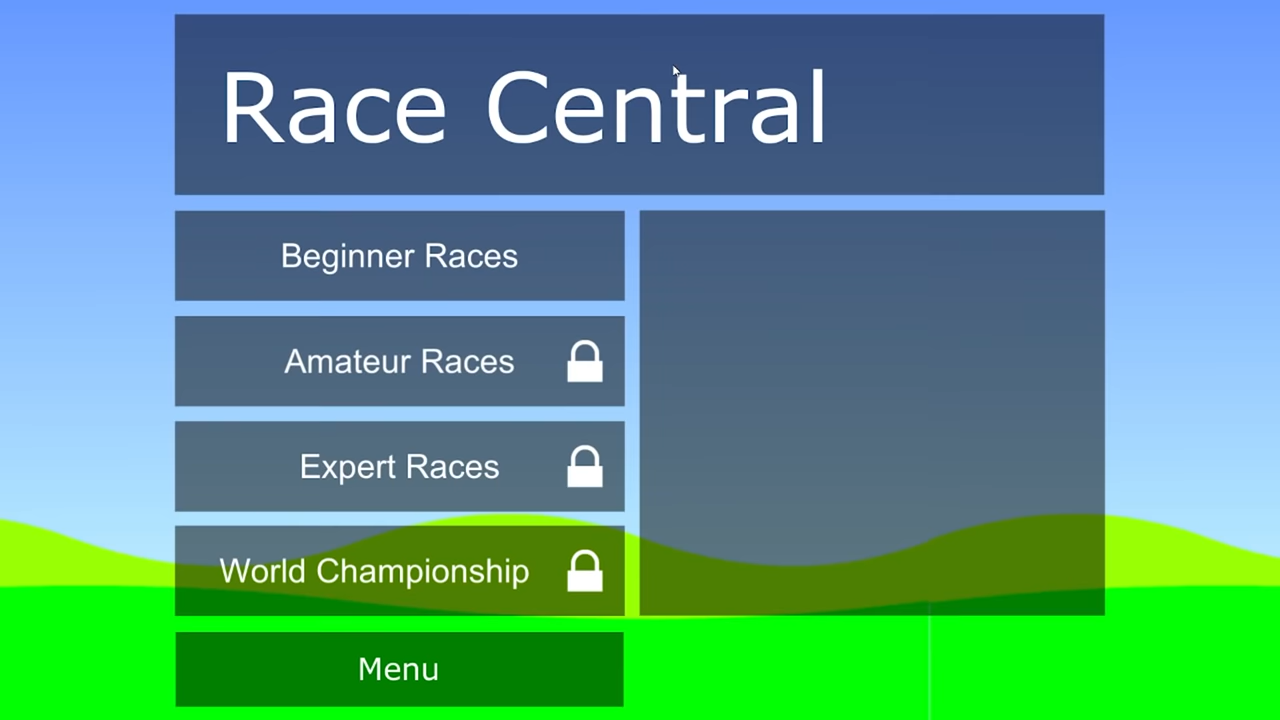 Race Central
Beginner Races
Amateur Races
Expert Races
World Championship
Menu